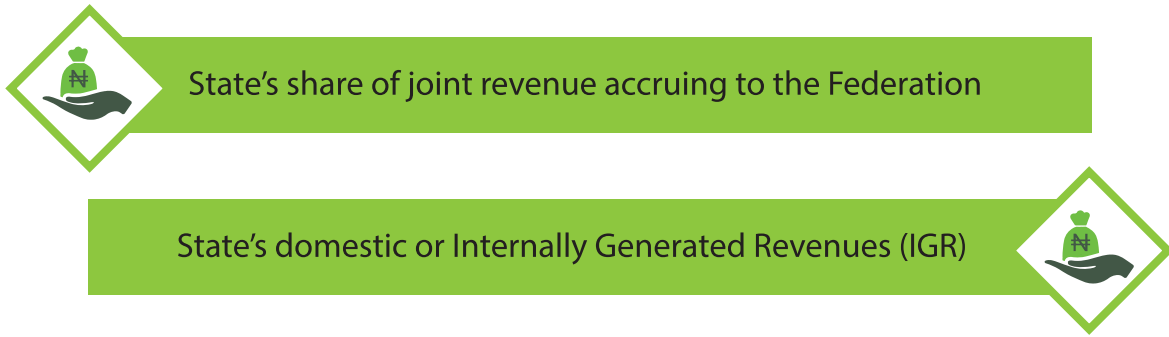 ₦
State’s share of joint revenue accruing to the Federation
State’s domestic or Internally Generated Revenues (IGR)
₦